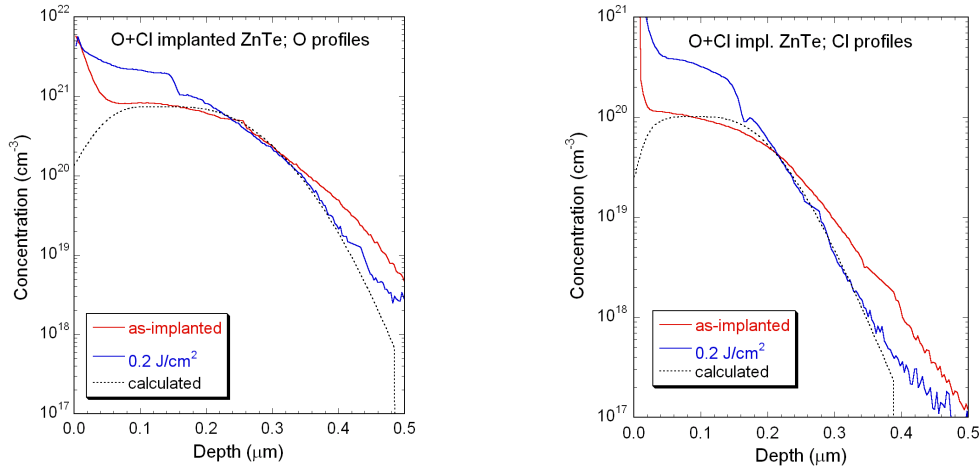 O+Cl implanted ZnTe; O profiles
Concentration (cm⁻³)
10²²
10²¹
10²⁰
10¹⁹
10¹⁸
10¹⁷
as-implanted
0.2 J/cm²
calculated
0.0 0.1 0.2 0.3 0.4 0.5
Depth (μm)
O+Cl impl. ZnTe; Cl profiles
Concentration (cm⁻³)
10²¹
10²⁰
10¹⁹
10¹⁸
10¹⁷
as-implanted
0.2 J/cm²
calculated
0.0 0.1 0.2 0.3 0.4 0.5
Depth (μm)